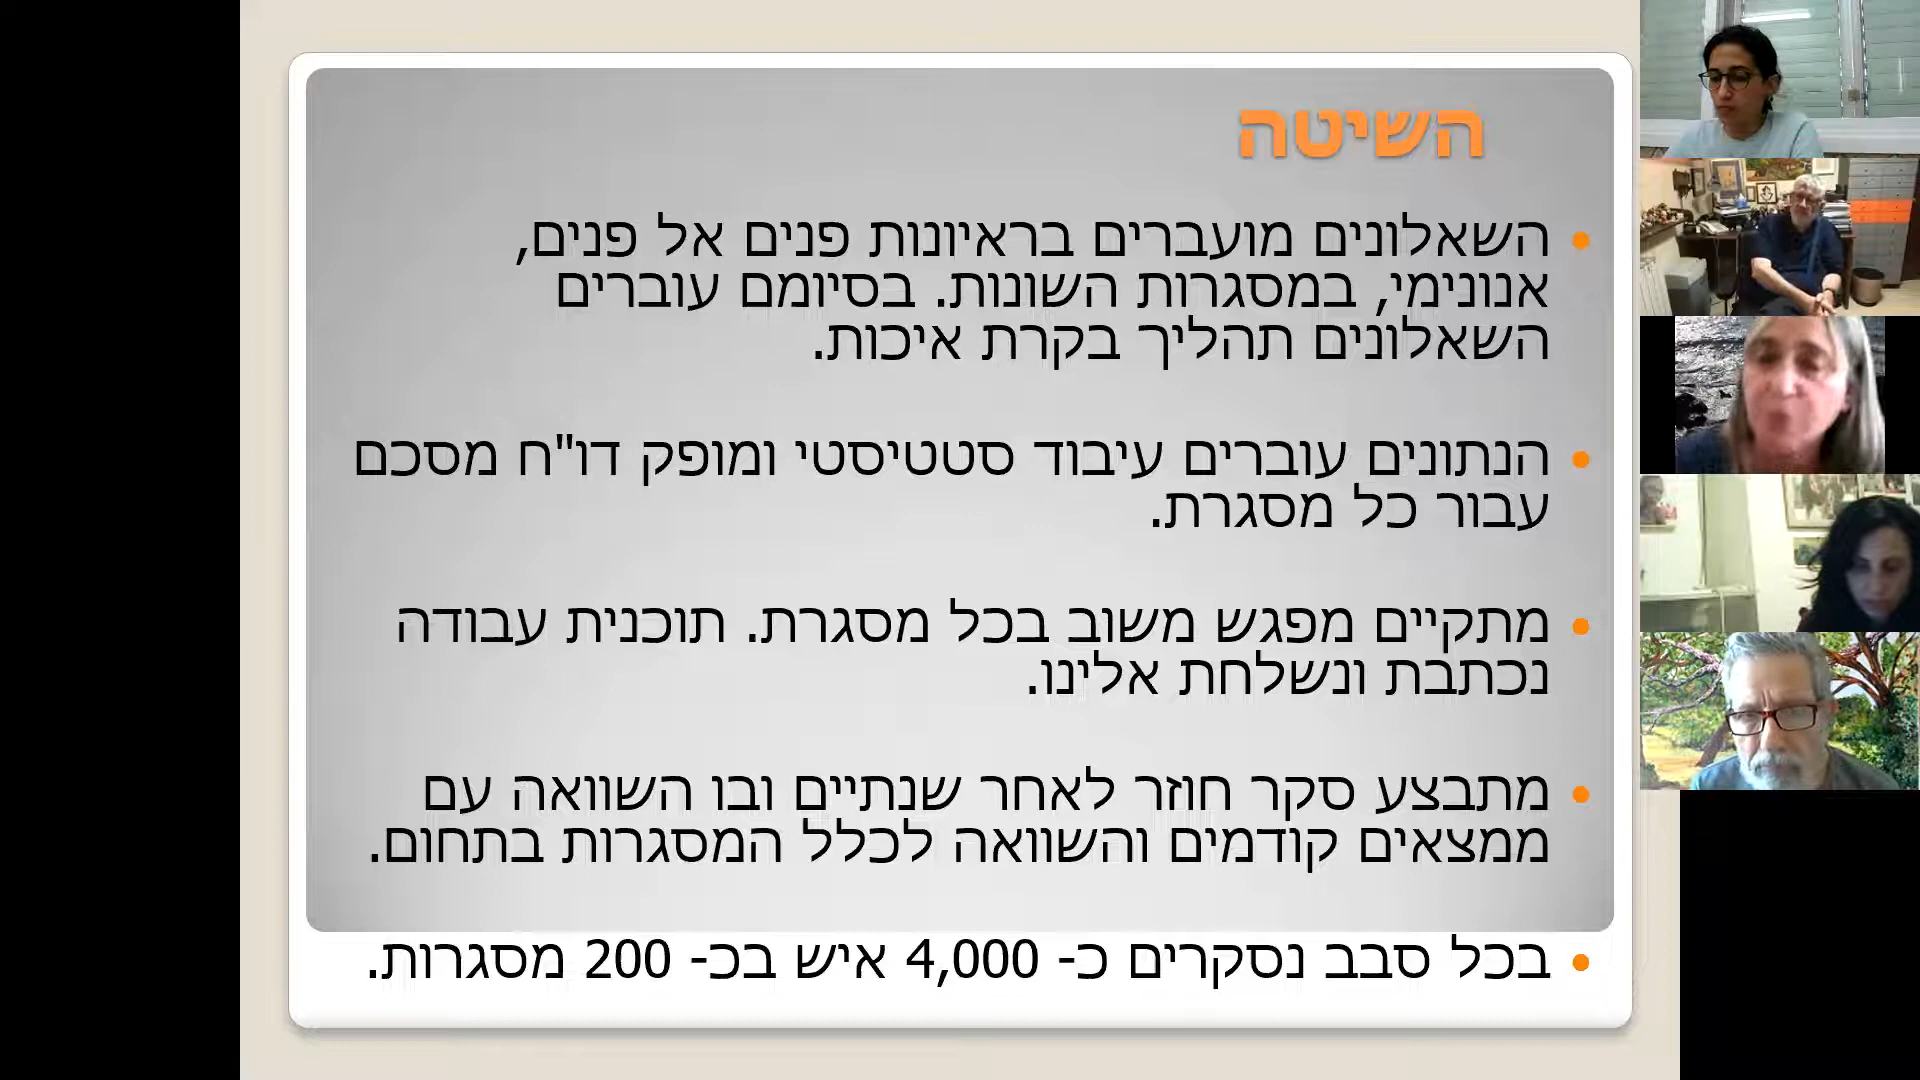 השיטה
השאלונים מועברים בראיונות פנים אל פנים,
אנונימי, במסגרות השונות. בסיומם עוברים
השאלונים תהליך בקרת איכות.
הנתונים עוברים עיבוד סטטיסטי ומופק דו"ח מסכם
עבור כל מסגרת.
מתקיים מפגש משוב בכל מסגרת. תוכנית עבודה
נכתבת ונשלחת אלינו.
מתבצע סקר חוזר לאחר שנתיים ובו השוואה עם
ממצאים קודמים והשוואה לכלל המסגרות בתחום.
בכל סבב נסקרים כ- 4,000 איש בכ- 200 מסגרות.